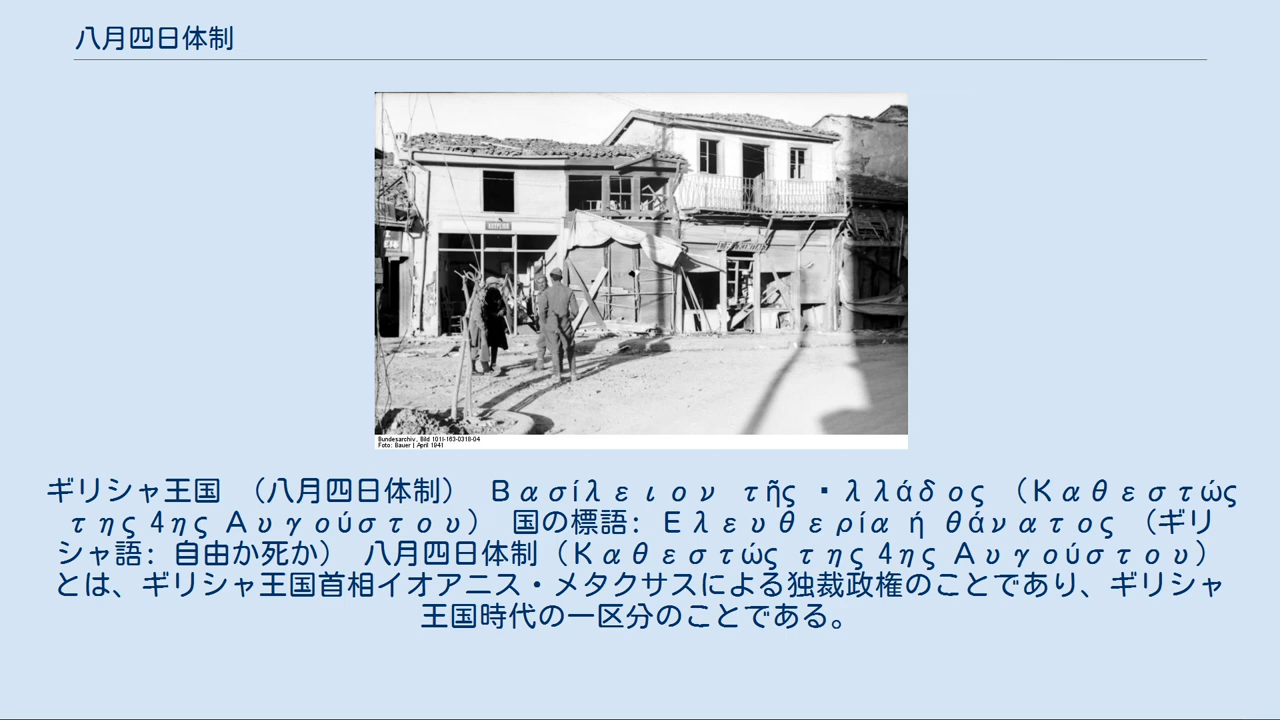 八月四日体制
Bundesarchiv, Bild 101I-163-0318-04
Foto: Bauer | April 1941
ギリシャ王国 （八月四日体制） Βασίλειον τῆς ・λλάδος （Καθεστώς
της 4ης Αυγούστου） 国の標語: Ελευθερία ή θάνατος （ギリ
シャ語: 自由か死か） 八月四日体制（Καθεστώς της 4ης Αυγούστου）
とは、ギリシャ王国首相イオアニス・メタクサスによる独裁政権のことであり、ギリシャ
王国時代の一区分のことである。